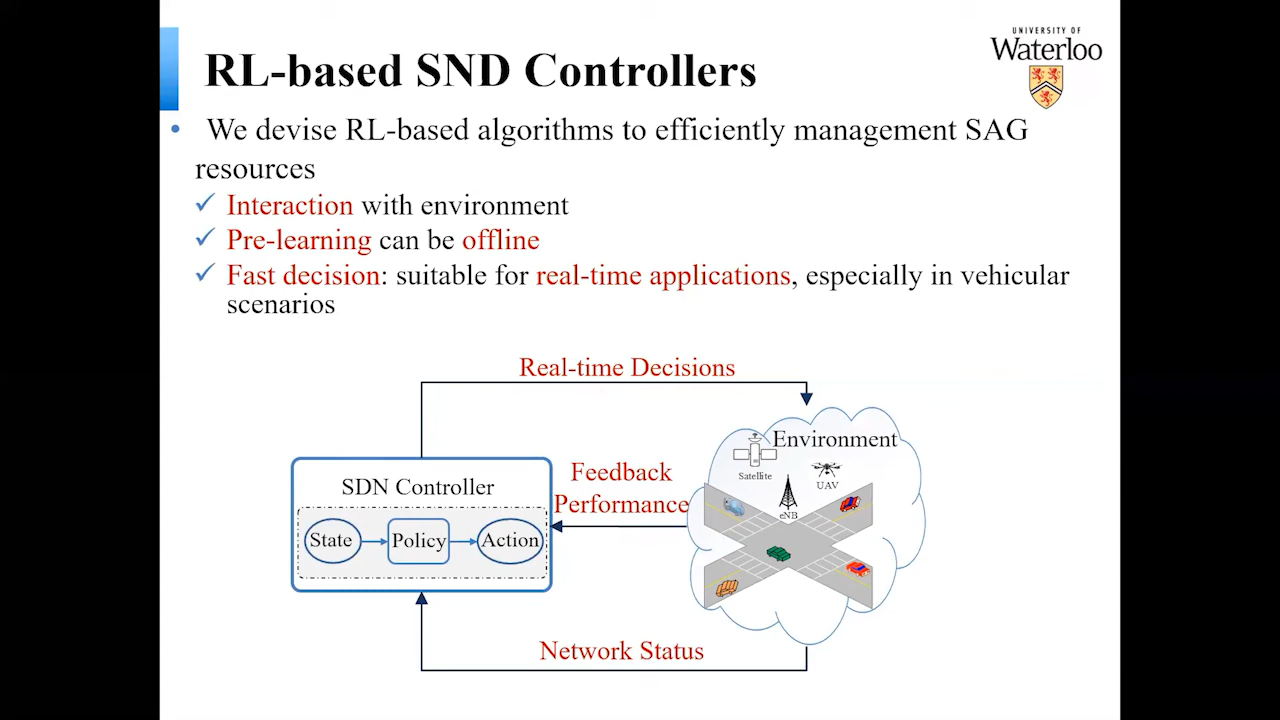 UNIVERSITY OF
Waterloo
RL-based SND Controllers
• We devise RL-based algorithms to efficiently management SAG
resources
✓ Interaction with environment
✓ Pre-learning can be offline
✓ Fast decision: suitable for real-time applications, especially in vehicular
scenarios
Real-time Decisions
Environment
Satellite
UAV
eNB
Feedback
Performance
SDN Controller
State
Policy
Action
Network Status